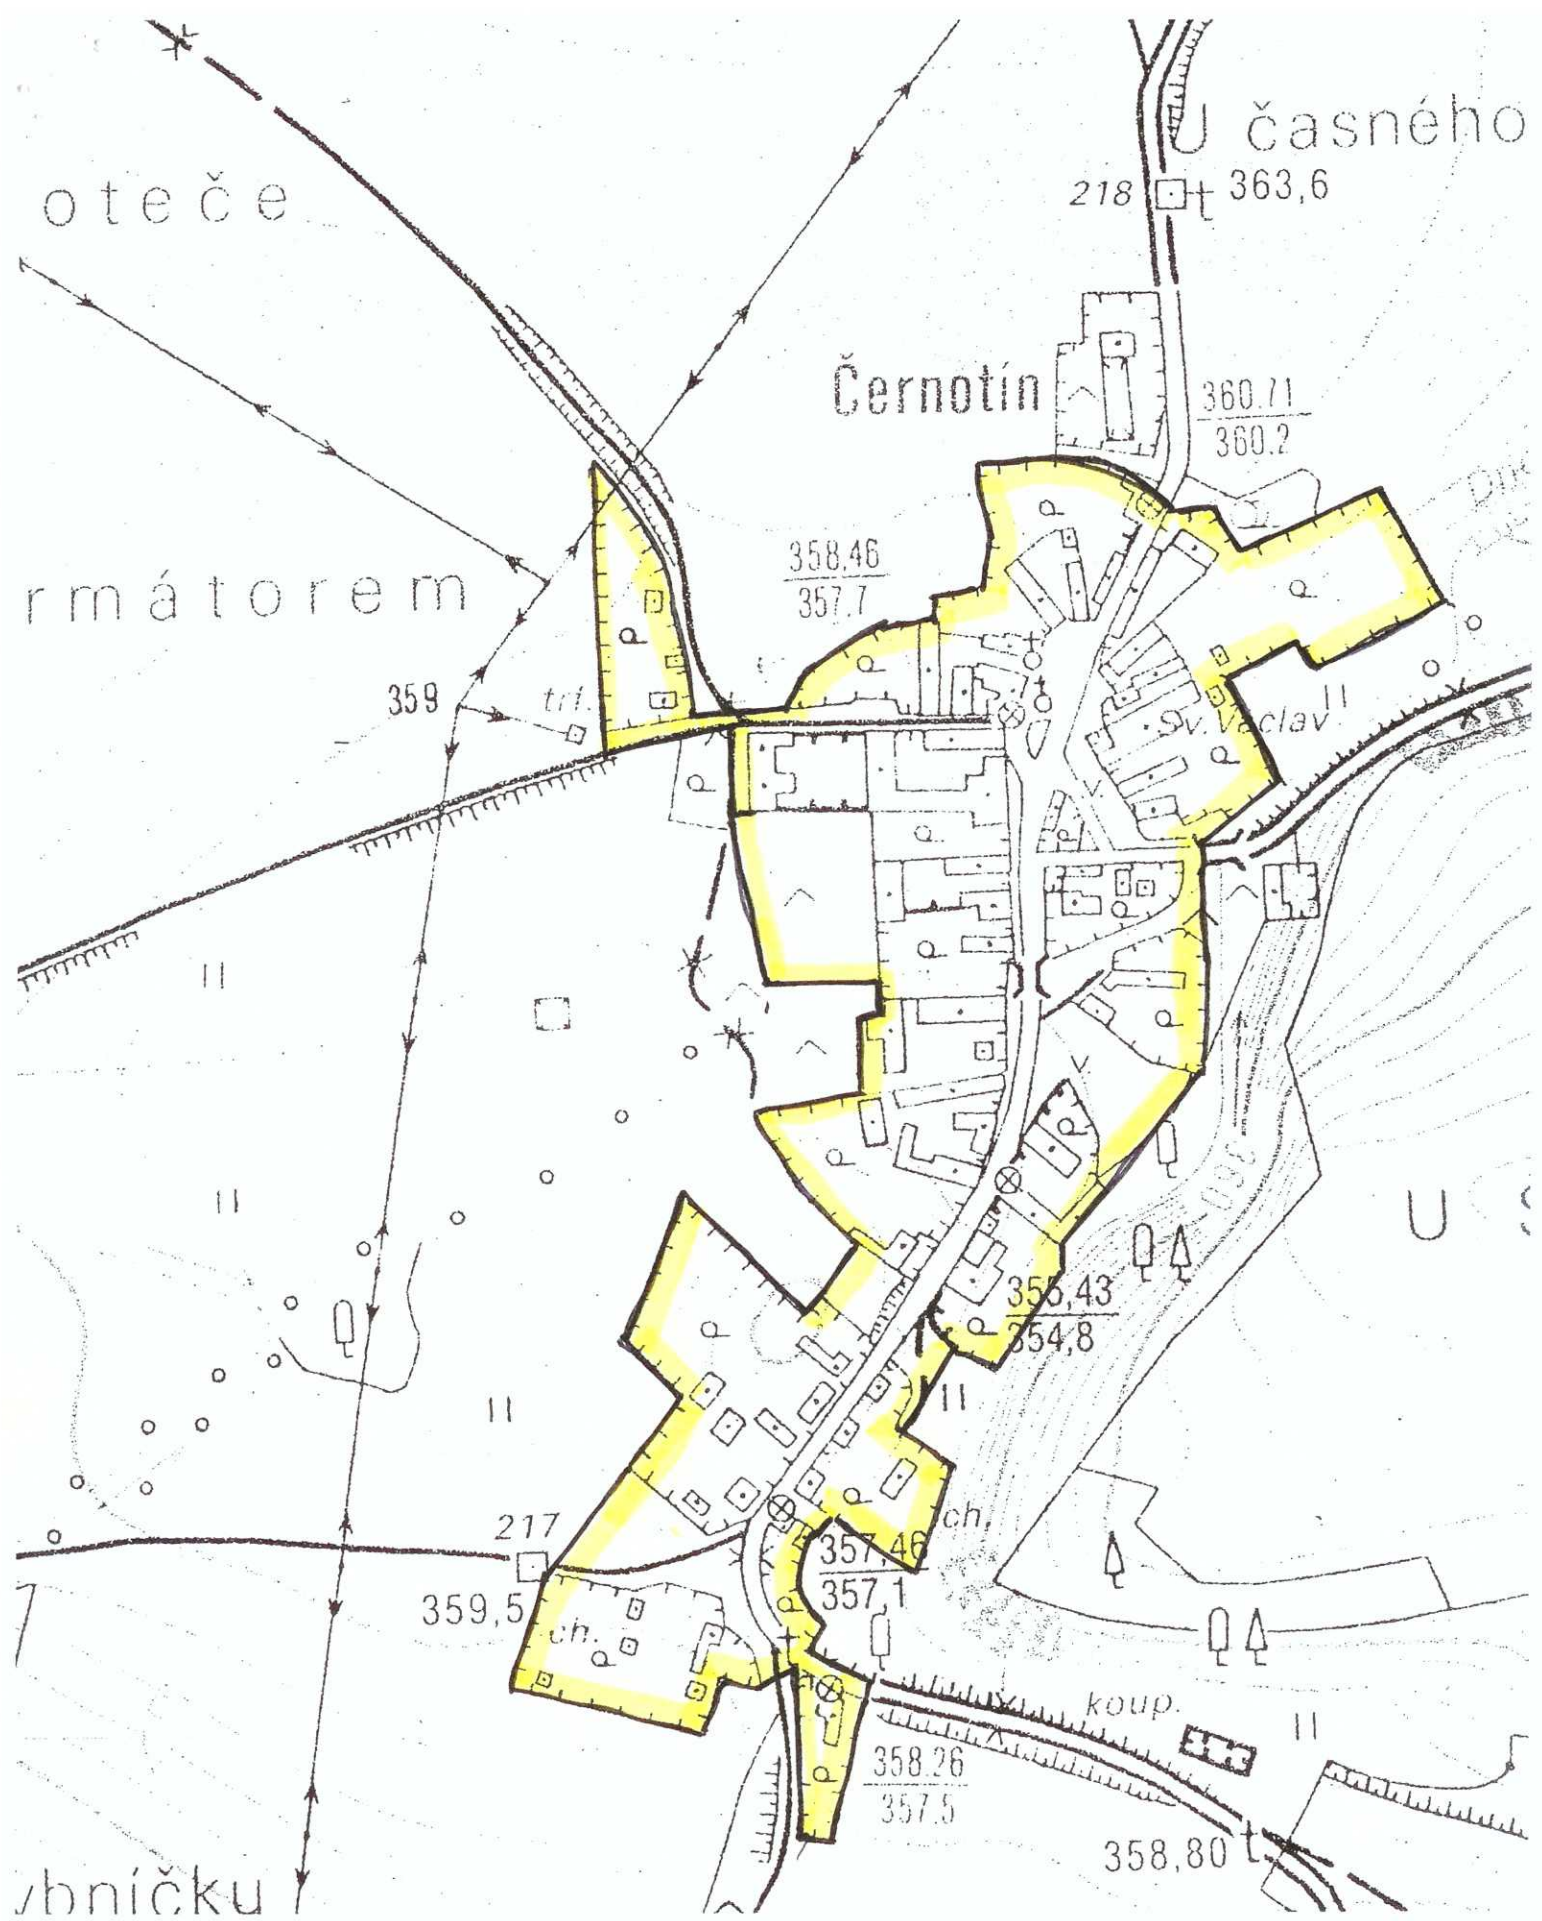 U časného
218 363,6
oteče
Černotín
360.71
360.2
358,46
357.7
rmátorem
359
trf.
Sv. Václav
360
U
355,43
354,8
217
ch.
357,46
357,1
359,5
ch.
koup.
358.26
357.5
358,80
ybníčku